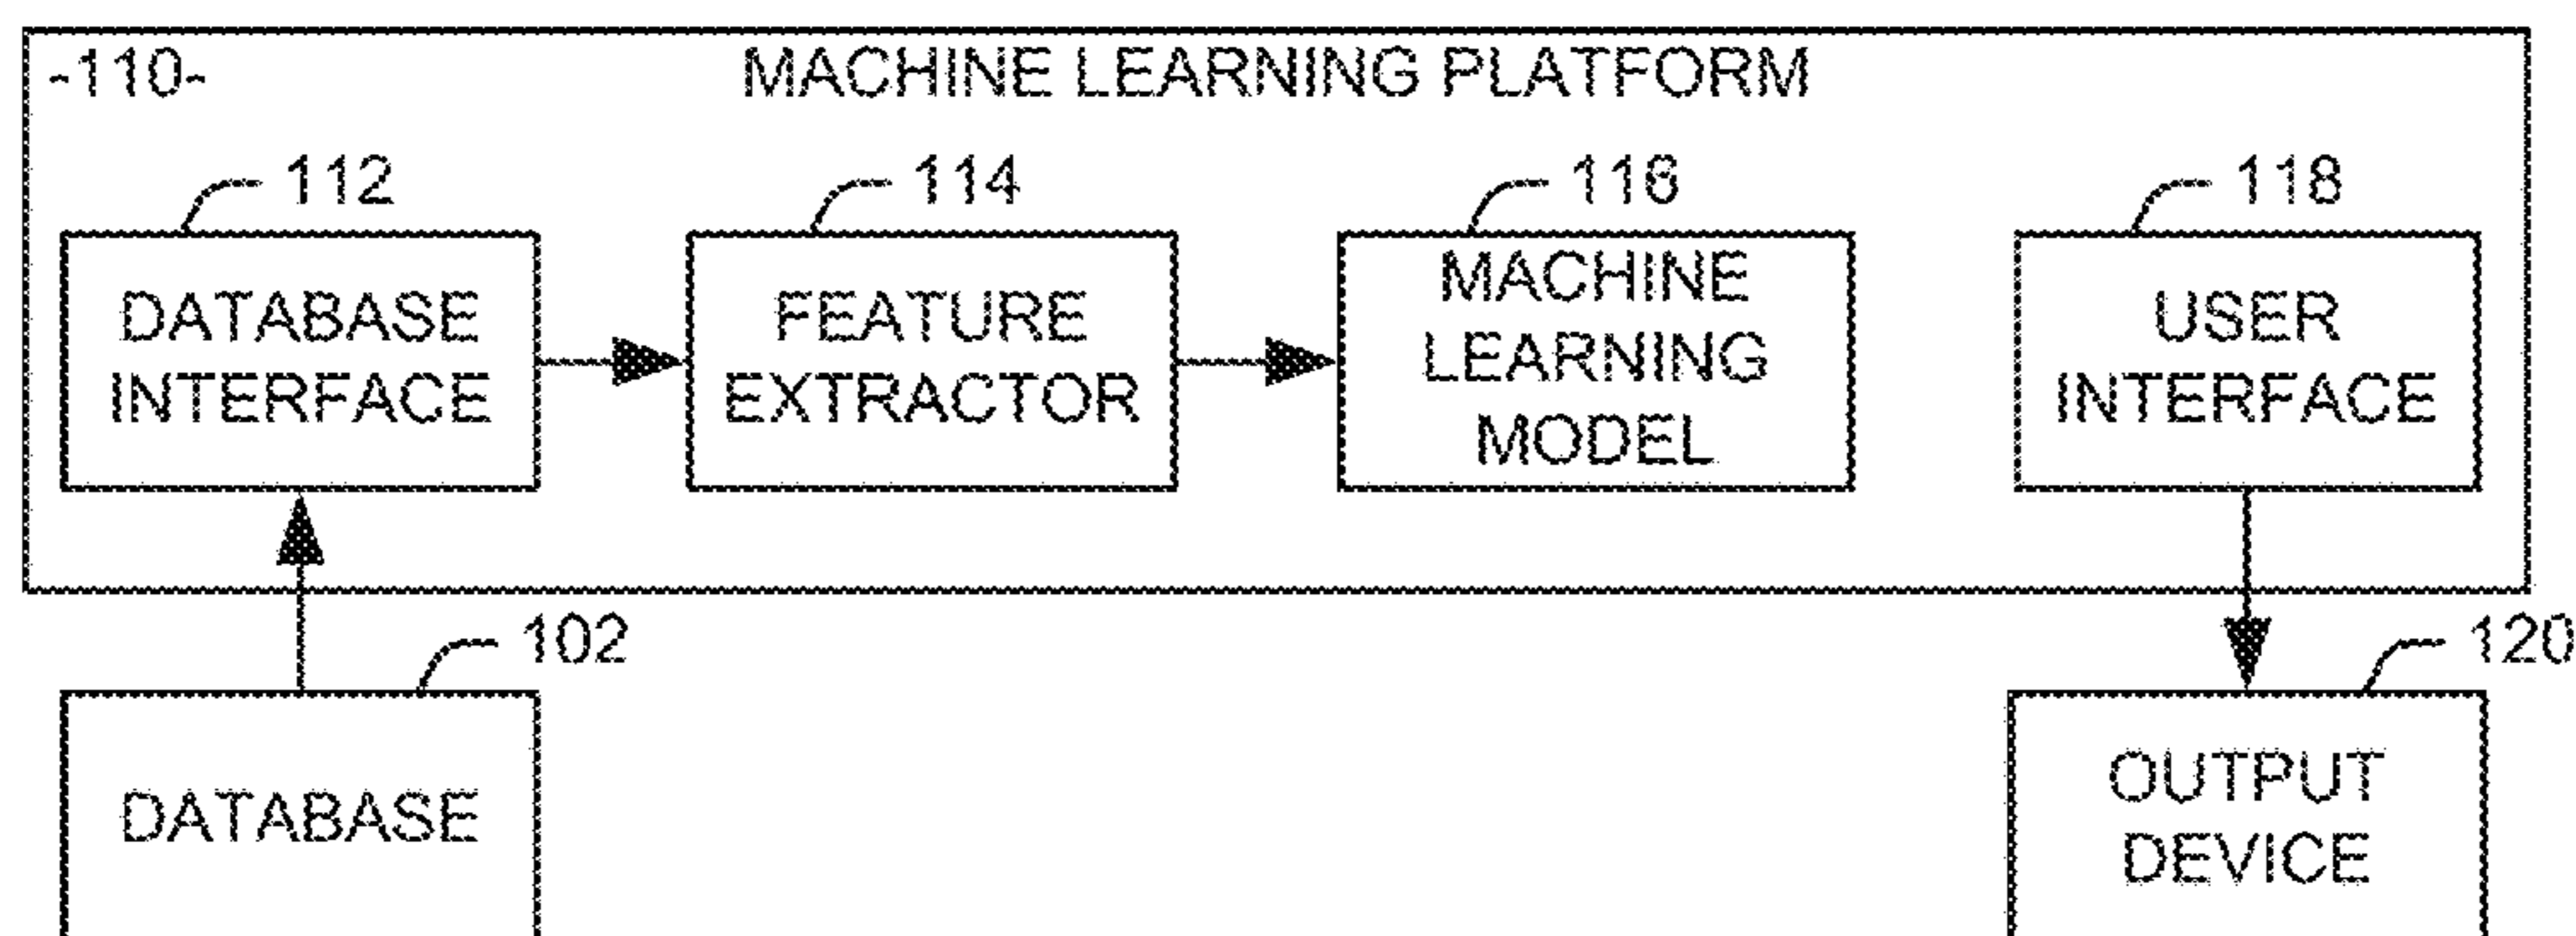 -110-
MACHINE LEARNING PLATFORM
112
114
116
118
DATABASE
INTERFACE
FEATURE
EXTRACTOR
MACHINE
LEARNING
MODEL
USER
INTERFACE
102
120
DATABASE
OUTPUT
DEVICE